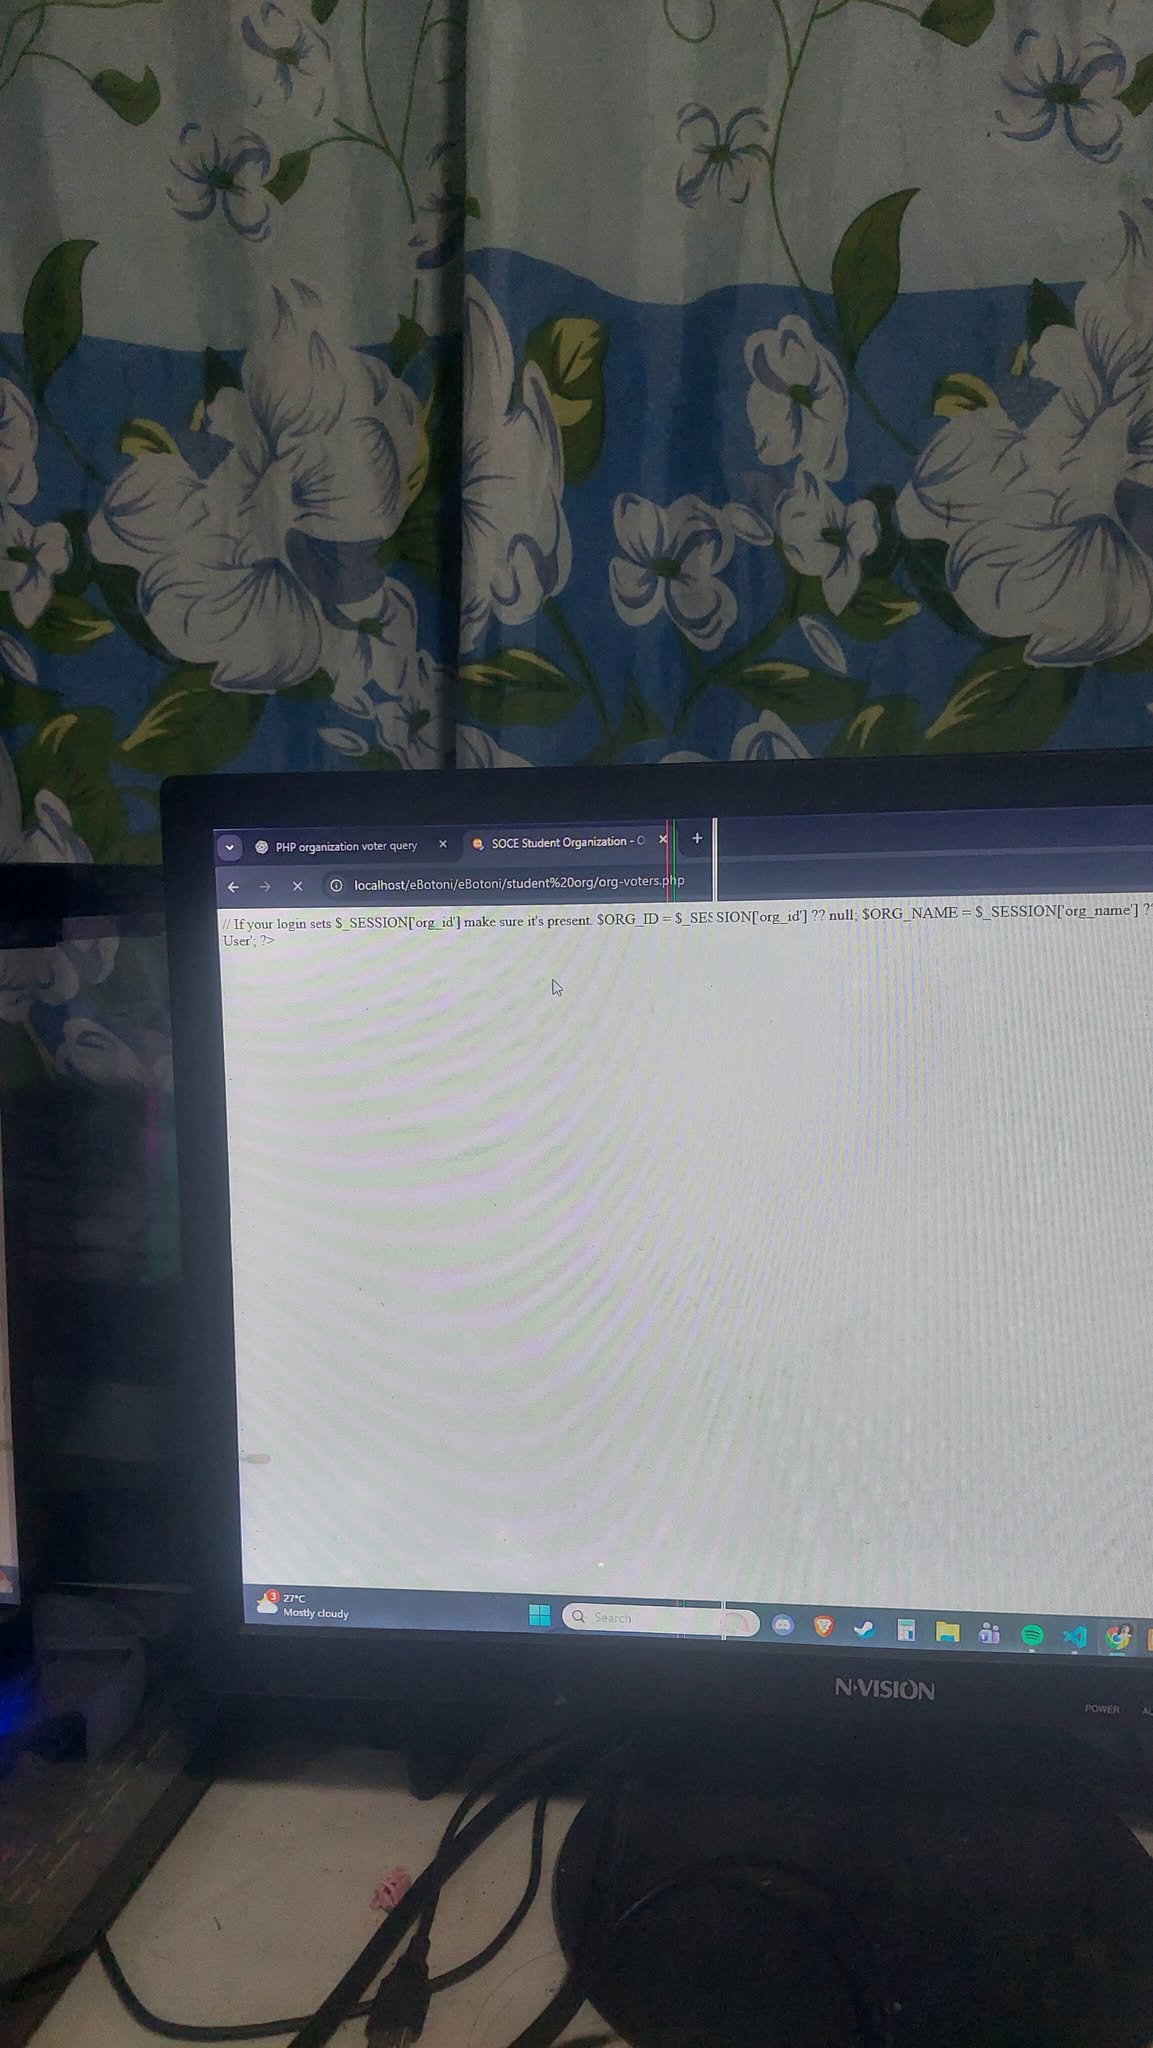 PHP organization voter query
SOCE Student Organization -
localhost/eBotoni/eBotoni/student%20org/org-voters.php
// If your login sets $_SESSION['org_id'] make sure it's present. $ORG_ID = $_SESSION['org_id'] ?? null; $ORG_NAME = $_SESSION['org_name'] ?
User'; ?>
3
27°C
Mostly cloudy
Search
N·VISION
POWER